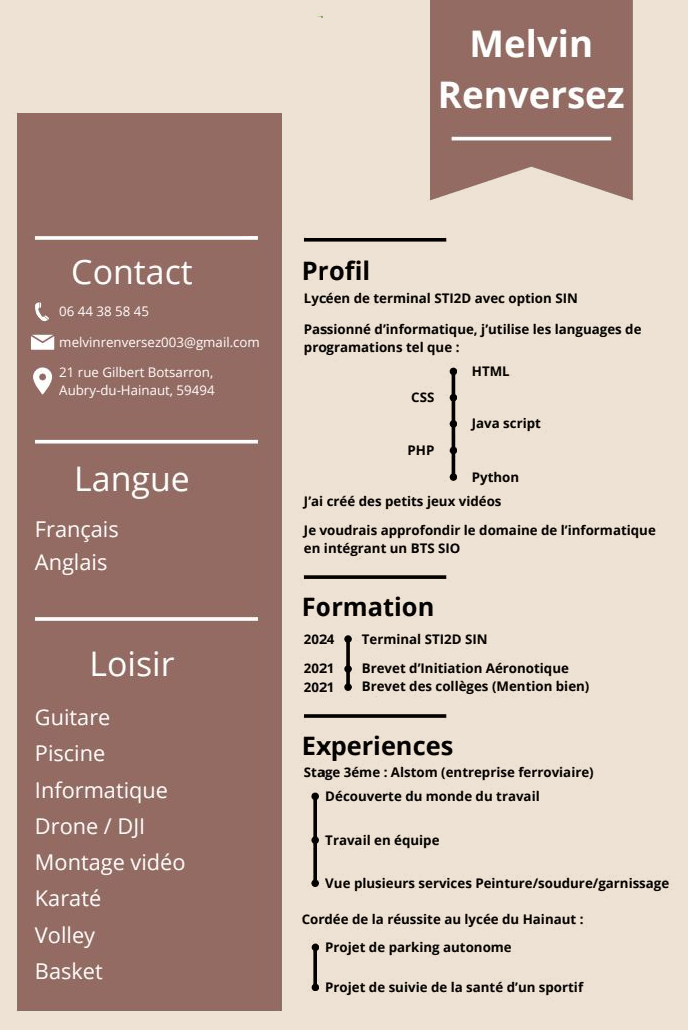 Melvin
Renversez
Contact
06 44 38 58 45
melvinrenversez003@gmail.com
21 rue Gilbert Botsarron,
Aubry-du-Hainaut, 59494
Langue
Français
Anglais
Loisir
Guitare
Piscine
Informatique
Drone / DJI
Montage vidéo
Karaté
Volley
Basket
Profil
Lycéen de terminal STI2D avec option SIN
Passionné d'informatique, j'utilise les languages de
programations tel que :
HTML
CSS
Java script
PHP
Python
J'ai créé des petits jeux vidéos
Je voudrais approfondir le domaine de l'informatique
en intégrant un BTS SIO
Formation
2024 Terminal STI2D SIN
2021 Brevet d'Initiation Aéronotique
2021 Brevet des collèges (Mention bien)
Experiences
Stage 3éme : Alstom (entreprise ferroviaire)
Découverte du monde du travail
Travail en équipe
Vue plusieurs services Peinture/soudure/garnissage
Cordée de la réussite au lycée du Hainaut :
Projet de parking autonome
Projet de suivie de la santé d'un sportif